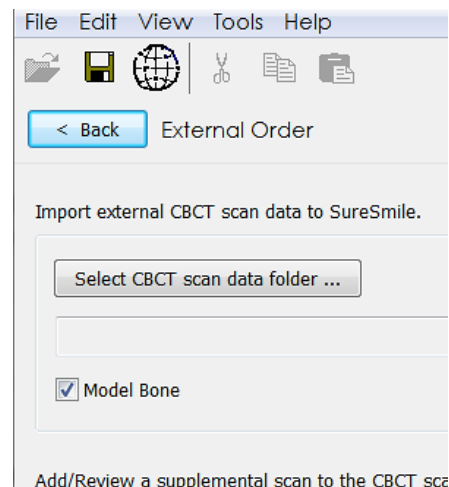 File Edit View Tools Help
< Back External Order
Import external CBCT scan data to SureSmile.
Select CBCT scan data folder ...
Model Bone
Add/Review a supplemental scan to the CBCT